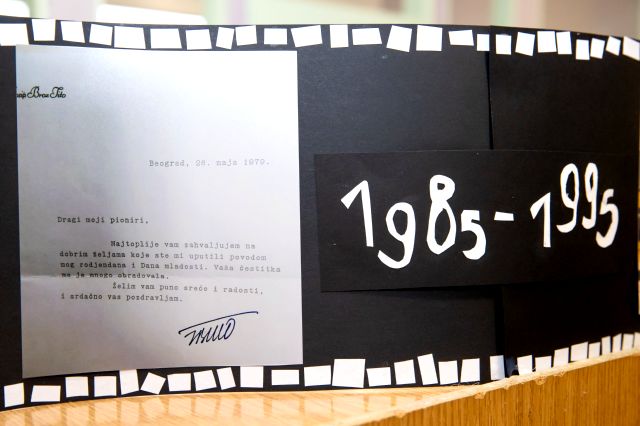 Broz Tito
Beograd, 28. maja 1979.
Dragi moji pioniri,
Najtoplije vam zahvaljujem na
dobrim željama koje ste mi uputili povodom
mog rodjendana i Dana mladosti. Vaša čestitka
me je mnogo obradovala.
Želim vam puno sreće i radosti,
i srdačno vas pozdravljam.
1985-1995